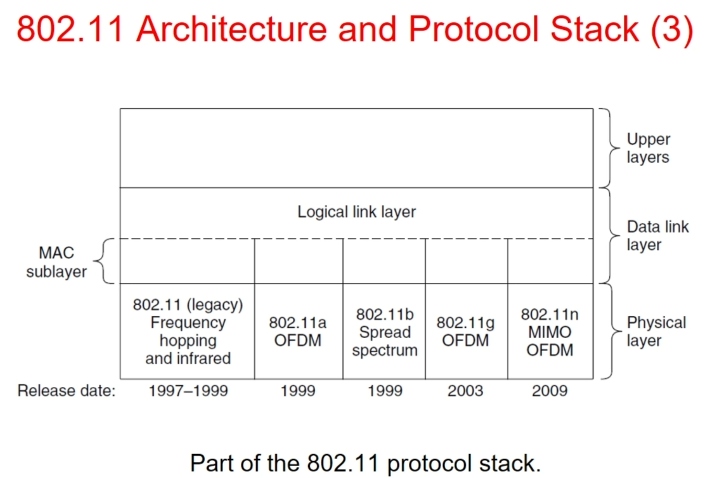 802.11 Architecture and Protocol Stack (3)
Upper
layers
Logical link layer
Data link
layer
MAC
sublayer
802.11 (legacy)
Frequency
hopping
and infrared
802.11a
OFDM
802.11b
Spread
spectrum
802.11g
OFDM
802.11n
MIMO
OFDM
Physical
layer
Release date: 1997–1999 1999 1999 2003 2009
Part of the 802.11 protocol stack.